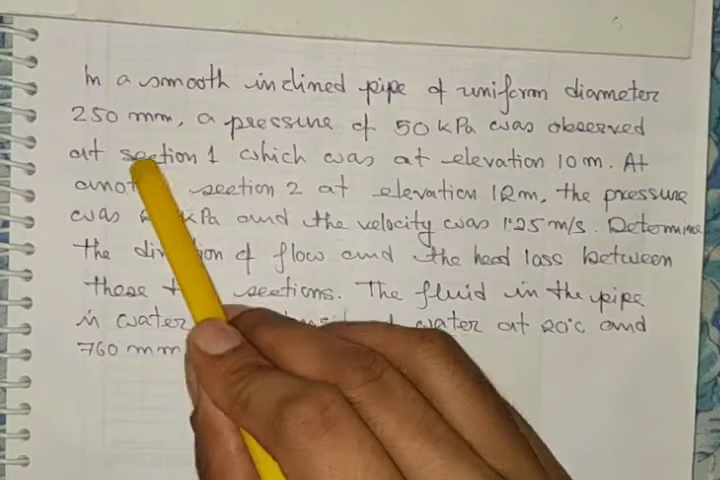 In a smooth inclined pipe of uniform diameter
250 mm, a pressure of 50 kPa was observed
at section 1 which was at elevation 10 m. At
section 2 at elevation 12 m, the pressure
was kPa and the velocity was 1.25 m/s. Determine
the of flow and the head loss between
these sections. The fluid in the pipe
is water water at 20°c and
760 mm